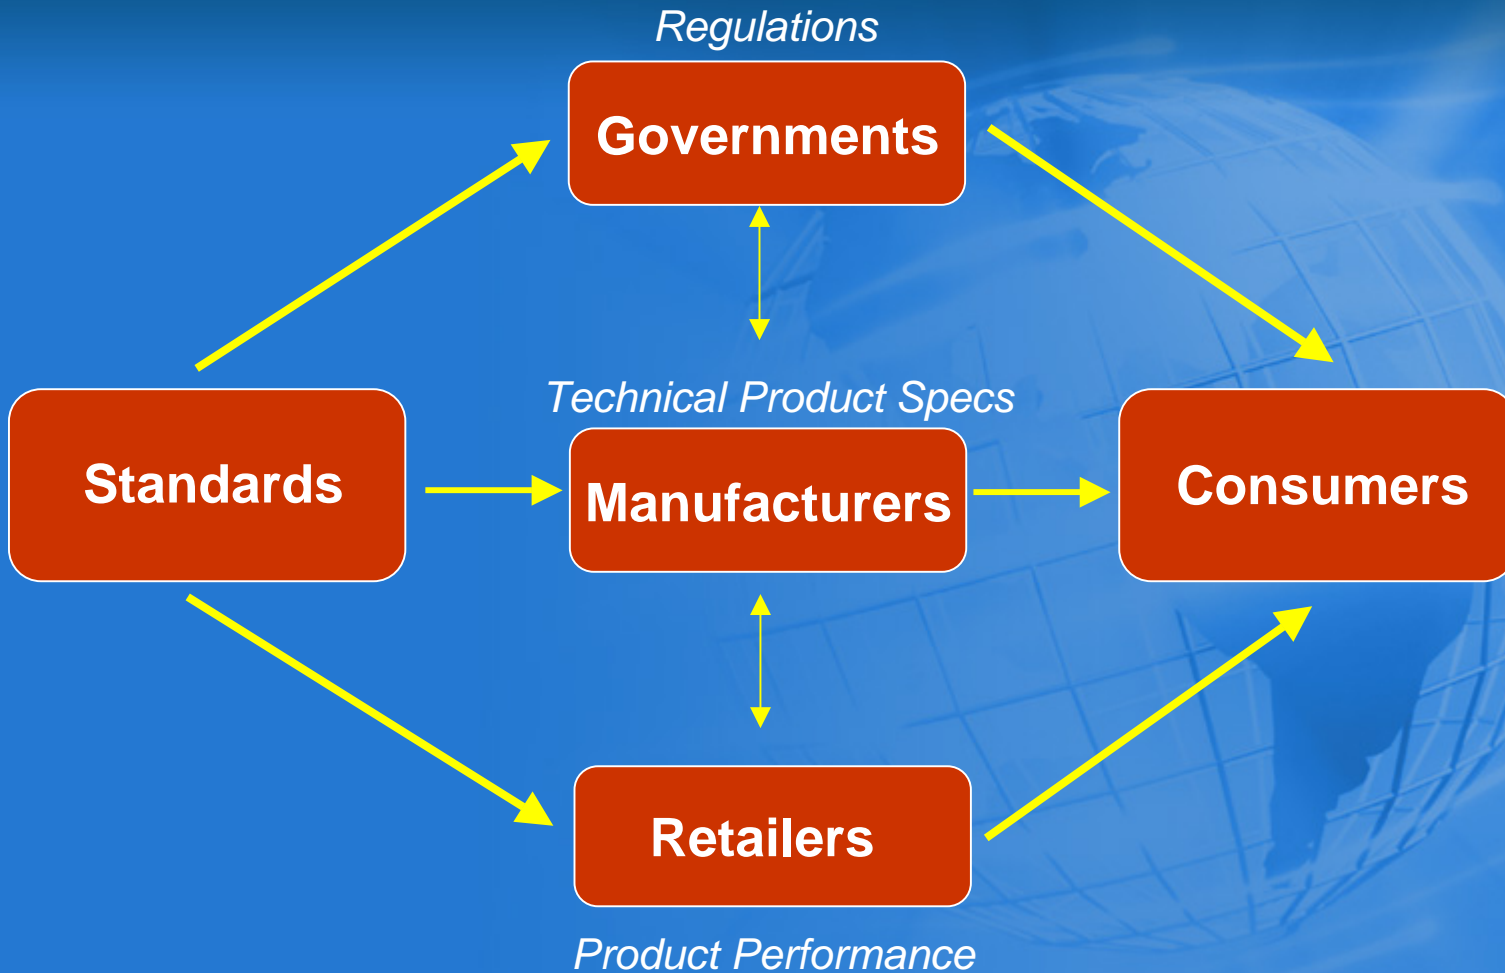 Regulations
Governments
Technical Product Specs
Standards
Manufacturers
Consumers
Retailers
Product Performance